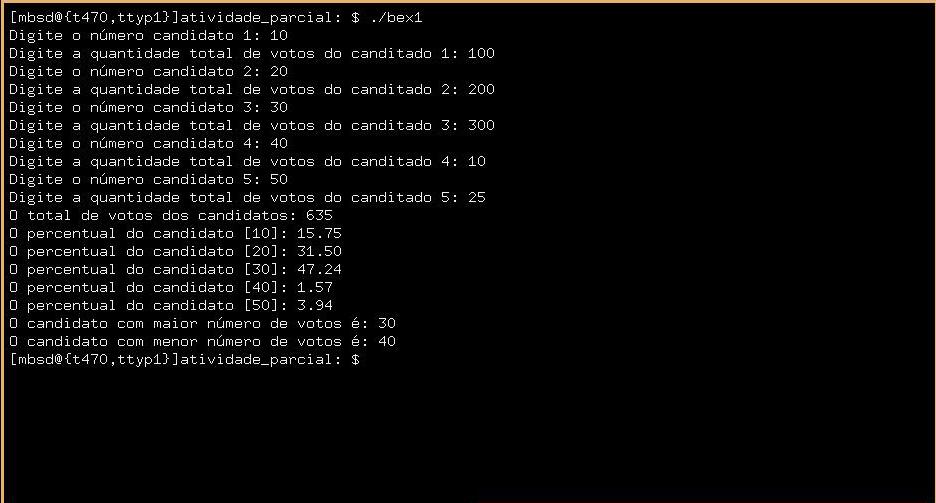 [mbsd@{t470,ttyp1}]atividade_parcial: $ ./bex1
Digite o número candidato 1: 10
Digite a quantidade total de votos do canditado 1: 100
Digite o número candidato 2: 20
Digite a quantidade total de votos do canditado 2: 200
Digite o número candidato 3: 30
Digite a quantidade total de votos do canditado 3: 300
Digite o número candidato 4: 40
Digite a quantidade total de votos do canditado 4: 10
Digite o número candidato 5: 50
Digite a quantidade total de votos do canditado 5: 25
O total de votos dos candidatos: 635
O percentual do candidato [10]: 15.75
O percentual do candidato [20]: 31.50
O percentual do candidato [30]: 47.24
O percentual do candidato [40]: 1.57
O percentual do candidato [50]: 3.94
O candidato com maior número de votos é: 30
O candidato com menor número de votos é: 40
[mbsd@{t470,ttyp1}]atividade_parcial: $